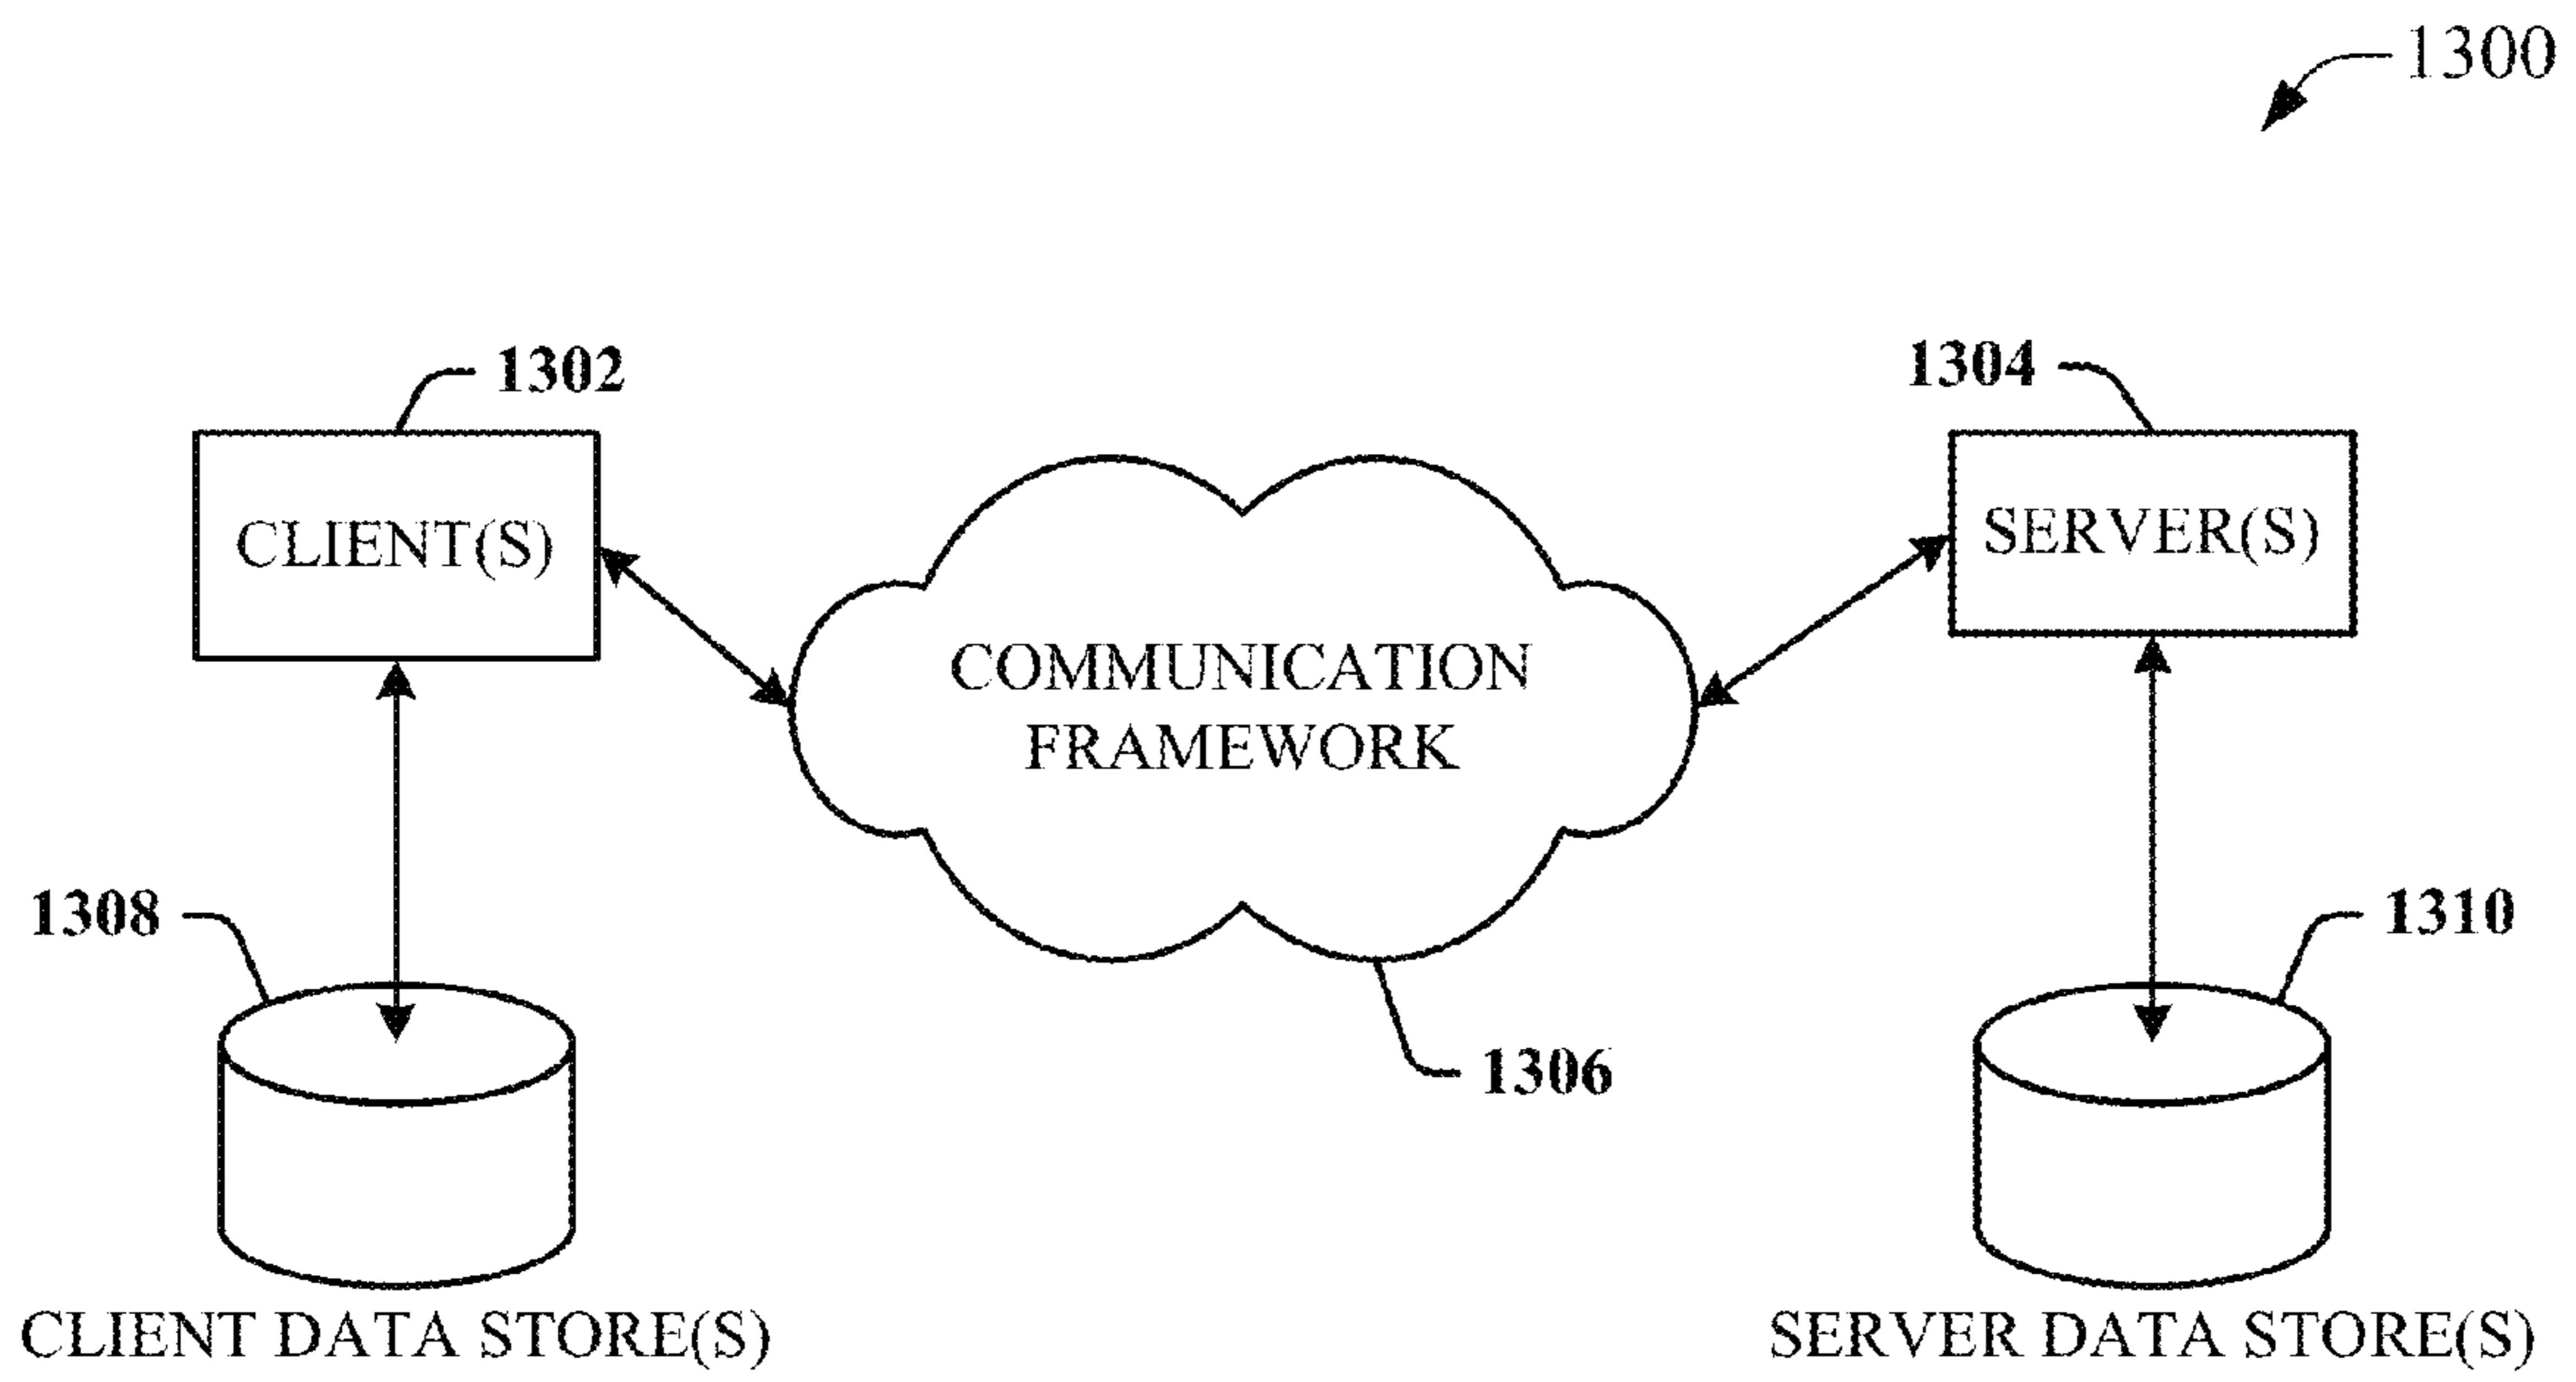 1300
1302
1304
CLIENT(S)
SERVER(S)
COMMUNICATION
FRAMEWORK
1308
1310
1306
CLIENT DATA STORE(S)
SERVER DATA STORE(S)